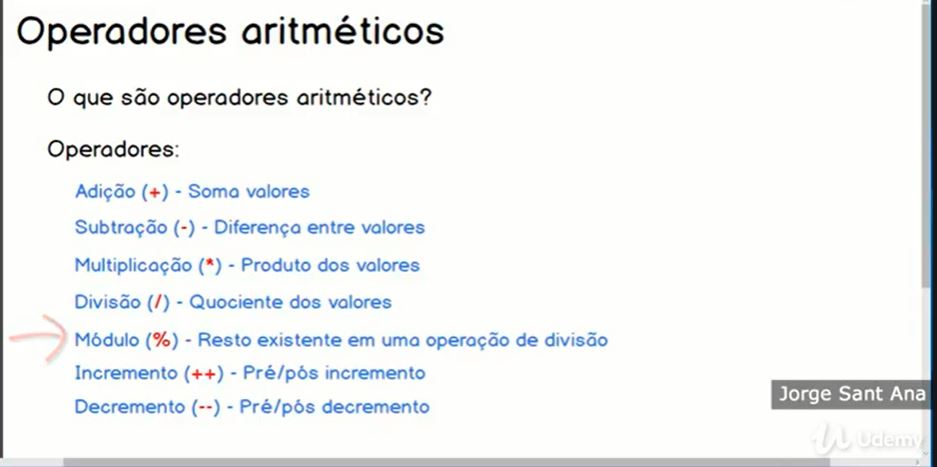 Operadores aritméticos
O que são operadores aritméticos?
Operadores:
Adição (+) - Soma valores
Subtração (-) - Diferença entre valores
Multiplicação (*) - Produto dos valores
Divisão (/) - Quociente dos valores
Módulo (%) - Resto existente em uma operação de divisão
Incremento (++) - Pré/pós incremento
Decremento (--) - Pré/pós decremento
Jorge Sant Ana
Udemy